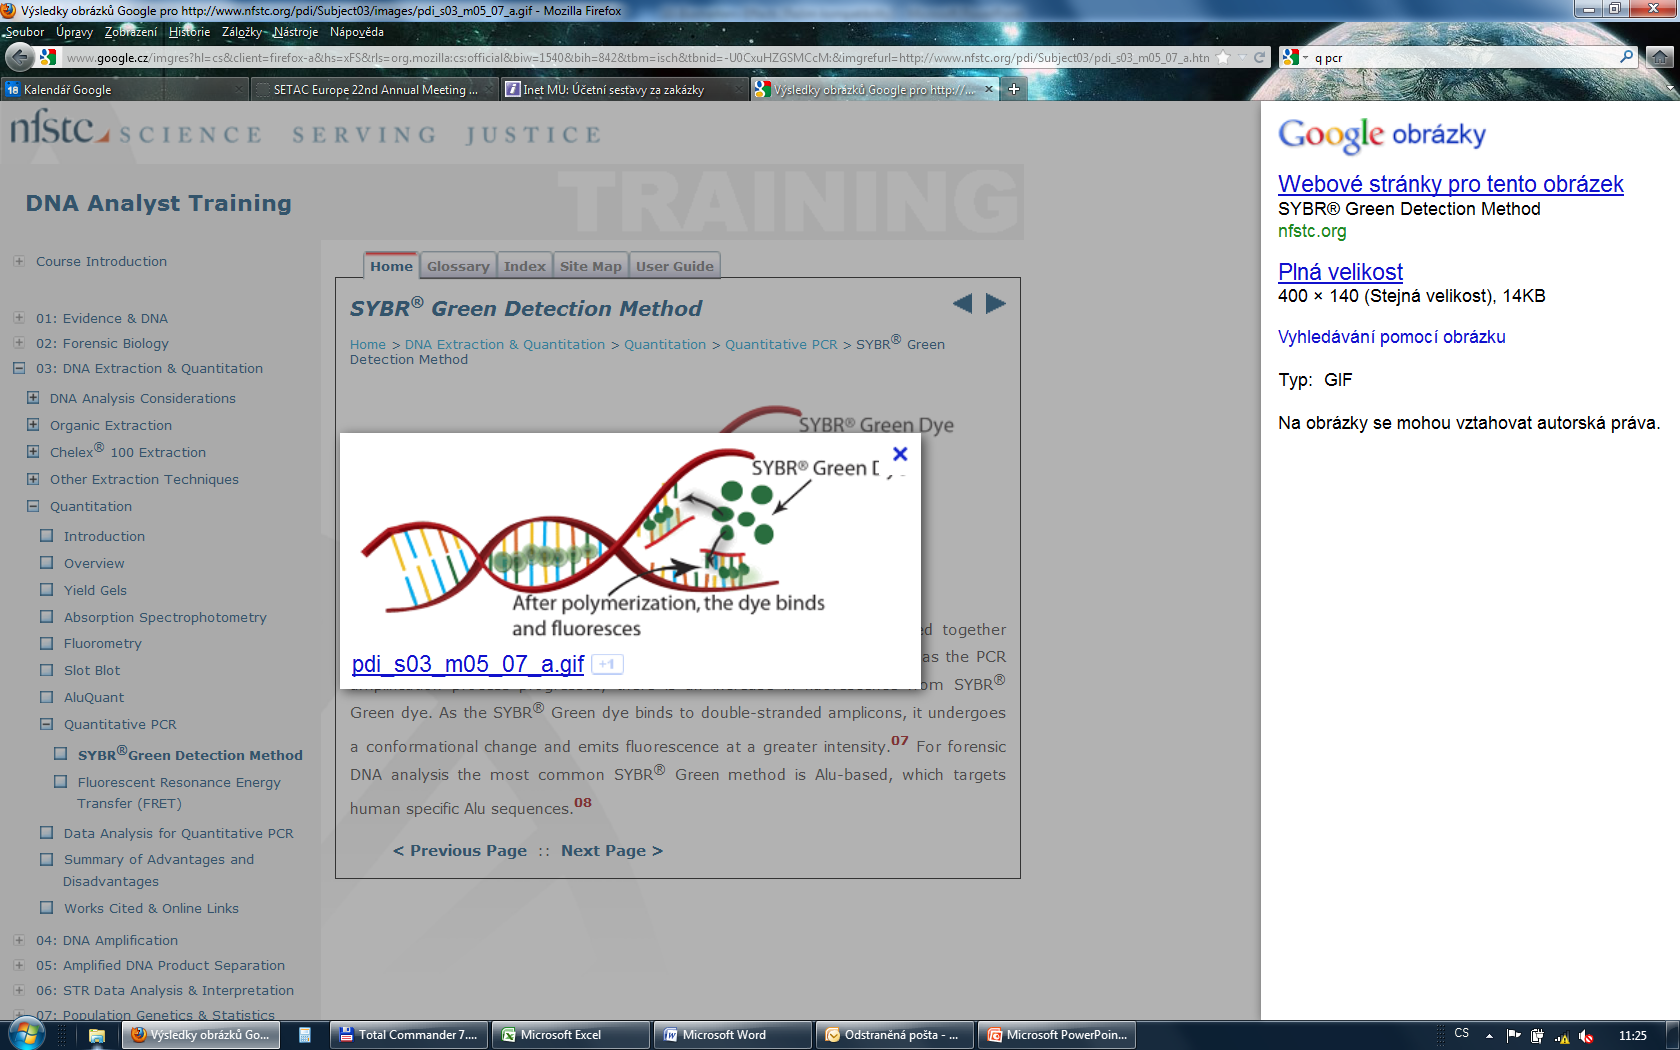 Výsledky obrázků Google pro http://www.nfstc.org/pdi/Subject03/images/pdi_s03_m05_07_a.gif - Mozilla Firefox
Soubor Úpravy Zobrazení Historie Záložky Nástroje Nápověda
www.google.cz/imgres?hl=cs&client=firefox-a&hs=xFS&rls=org.mozilla:cs:official&biw=1540&bih=842&tbm=isch&tbnid=-U0CxuHZGSMCcM:&imgrefurl=http://www.nfstc.org/pdi/Subject03/pdi_s03_m05_07_a.htn
q pcr
18 Kalendář Google
SETAC Europe 22nd Annual Meeting ...
Inet MU: Účetní sestavy za zakázky
Výsledky obrázků Google pro http://...
nfstc SCIENCE SERVING JUSTICE
TRAINING
DNA Analyst Training
Course Introduction
01: Evidence & DNA
02: Forensic Biology
03: DNA Extraction & Quantitation
DNA Analysis Considerations
Organic Extraction
Chelex® 100 Extraction
Other Extraction Techniques
Quantitation
Introduction
Overview
Yield Gels
Absorption Spectrophotometry
Fluorometry
Slot Blot
AluQuant
Quantitative PCR
SYBR®Green Detection Method
Fluorescent Resonance Energy
Transfer (FRET)
Data Analysis for Quantitative PCR
Summary of Advantages and
Disadvantages
Works Cited & Online Links
04: DNA Amplification
05: Amplified DNA Product Separation
06: STR Data Analysis & Interpretation
07: Population Genetics & Statistics
Home Glossary Index Site Map User Guide
SYBR® Green Detection Method
Home > DNA Extraction & Quantitation > Quantitation > Quantitative PCR > SYBR® Green
Detection Method
SYBR® Green Dye
SYBR® Green
After polymerization, the dye binds
and fluoresces
pdi_s03_m05_07_a.gif +1
together
as the PCR
SYBR®
Green dye. As the SYBR® Green dye binds to double-stranded amplicons, it undergoes
a conformational change and emits fluorescence at a greater intensity.07 For forensic
DNA analysis the most common SYBR® Green method is Alu-based, which targets
human specific Alu sequences.08
< Previous Page :: Next Page >
Google obrázky
Webové stránky pro tento obrázek
SYBR® Green Detection Method
nfstc.org
Plná velikost
400 × 140 (Stejná velikost), 14KB
Vyhledávání pomocí obrázku
Typ: GIF
Na obrázky se mohou vztahovat autorská práva.
Výsledky obrázků Go...
Total Commander 7....
Microsoft Excel
Microsoft Word
Odstraněná pošta - ...
Microsoft PowerPoin...
CS
11:25